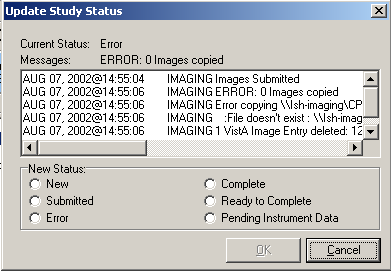 Update Study Status
Current Status: Error
Messages: ERROR: 0 Images copied
AUG 07, 2002@14:55:04 IMAGING Images Submitted
AUG 07, 2002@14:55:06 IMAGING ERROR: 0 Images copied
AUG 07, 2002@14:55:06 IMAGING Error copying \\Ish-imaging\CP
AUG 07, 2002@14:55:06 IMAGING :File doesn't exist : \\Ish-imag
AUG 07, 2002@14:55:06 IMAGING 1 VistA Image Entry deleted: 12
New Status:
New Complete
Submitted Ready to Complete
Error Pending Instrument Data
OK Cancel